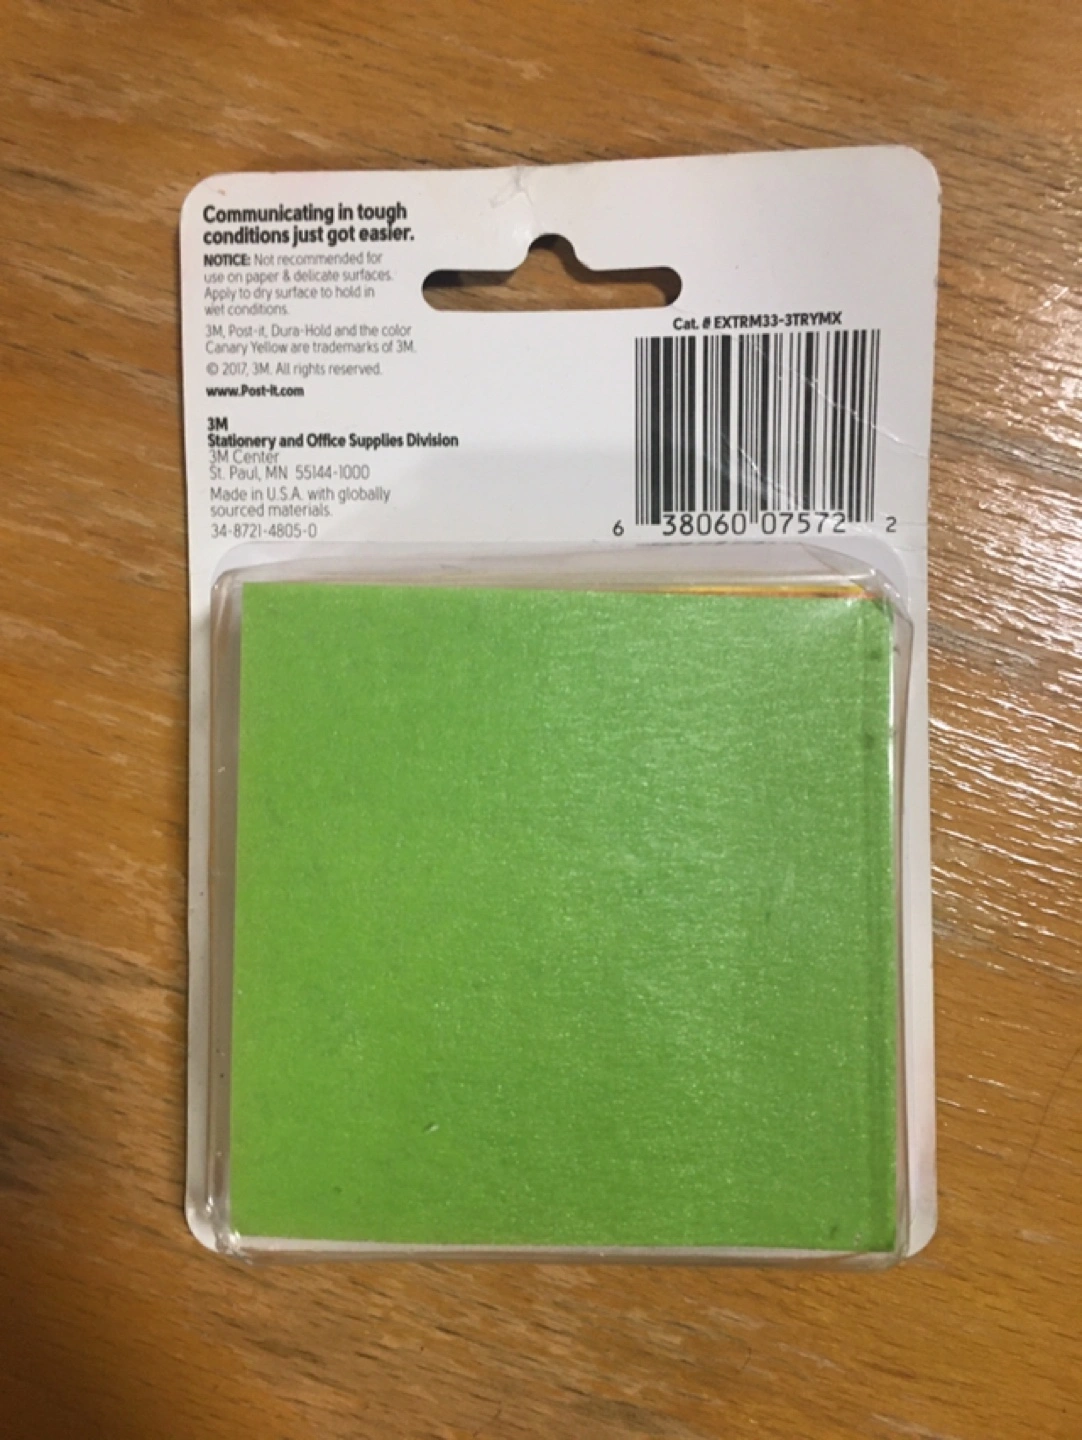 Communicating in tough
conditions just got easier.
NOTICE: Not recommended for
use on paper & delicate surfaces.
Apply to dry surface to hold in
wet conditions.
3M, Post-it, Dura-Hold and the color
Canary Yellow are trademarks of 3M.
© 2017, 3M. All rights reserved.
www.Post-it.com
3M
Stationery and Office Supplies Division
3M Center
St. Paul, MN 55144-1000
Made in U.S.A. with globally
sourced materials.
34-8721-4805-0
Cat. # EXTRM33-3TRYMX
6 38060 07572 2